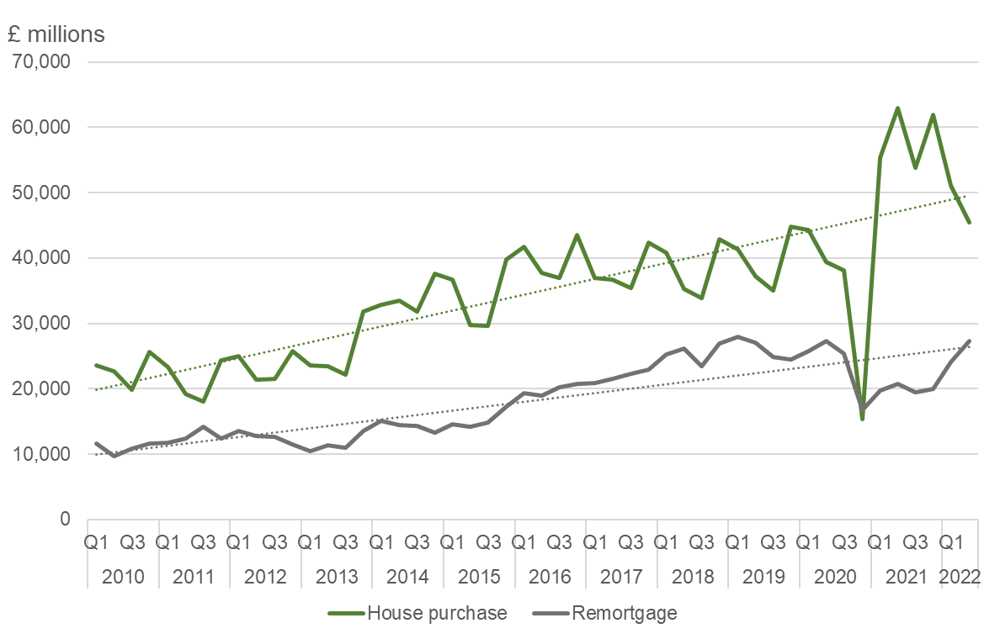 £ millions
70,000
60,000
50,000
40,000
30,000
20,000
10,000
0
Q1 Q3 Q1 Q3 Q1 Q3 Q1 Q3 Q1 Q3 Q1 Q3 Q1 Q3 Q1 Q3 Q1 Q3 Q1 Q3 Q1 Q3 Q1 Q3 Q1
2010 2011 2012 2013 2014 2015 2016 2017 2018 2019 2020 2021 2022
House purchase Remortgage